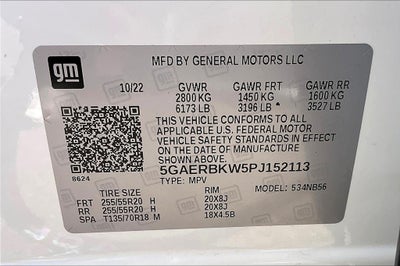 gm
MFD BY GENERAL MOTORS LLC
10/22 GVWR GAWR FRT GAWR RR
2800 KG 1450 KG 1600 KG
6173 LB 3196 LB 3527 LB
THIS VEHICLE CONFORMS TO ALL
APPLICABLE U.S. FEDERAL MOTOR
VEHICLE SAFETY STANDARDS IN EFFECT
ON THE DATE OF MANUFACTURE SHOWN ABOVE.
5GAERBKW5PJ152113
8624
TYPE: MPV MODEL: 534NB56
TIRE SIZE RIM
FRT 255/55R20 H 20X8J
RR 255/55R20 H 20X8J
SPA T135/70R18 M 18X4.5B